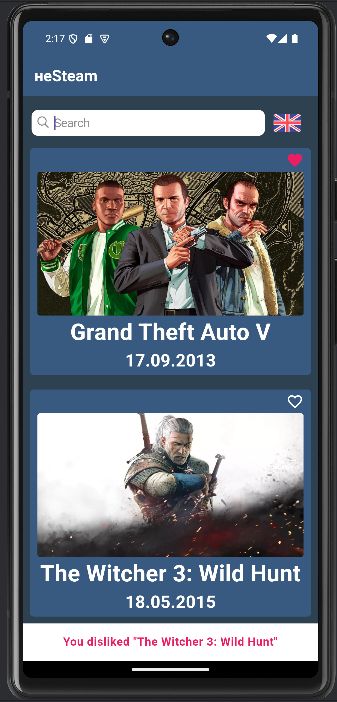 2:17
неSteam
Search
Grand Theft Auto V
17.09.2013
The Witcher 3: Wild Hunt
18.05.2015
You disliked "The Witcher 3: Wild Hunt"